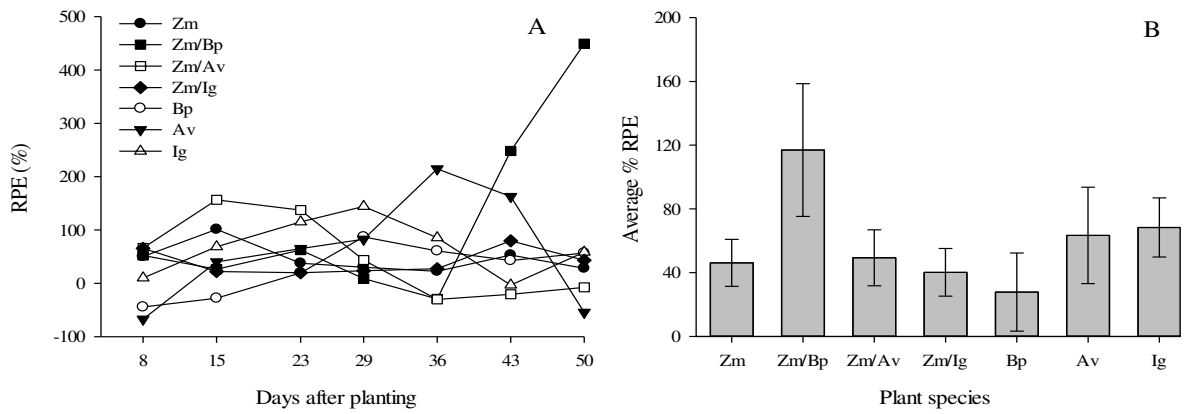 A
RPE (%)
500
400
300
200
100
0
-100
Zm
Zm/Bp
Zm/Av
Zm/Ig
Bp
Av
Ig
8 15 23 29 36 43 50
Days after planting
B
Average % RPE
200
160
120
80
40
0
Zm Zm/Bp Zm/Av Zm/Ig Bp Av Ig
Plant species